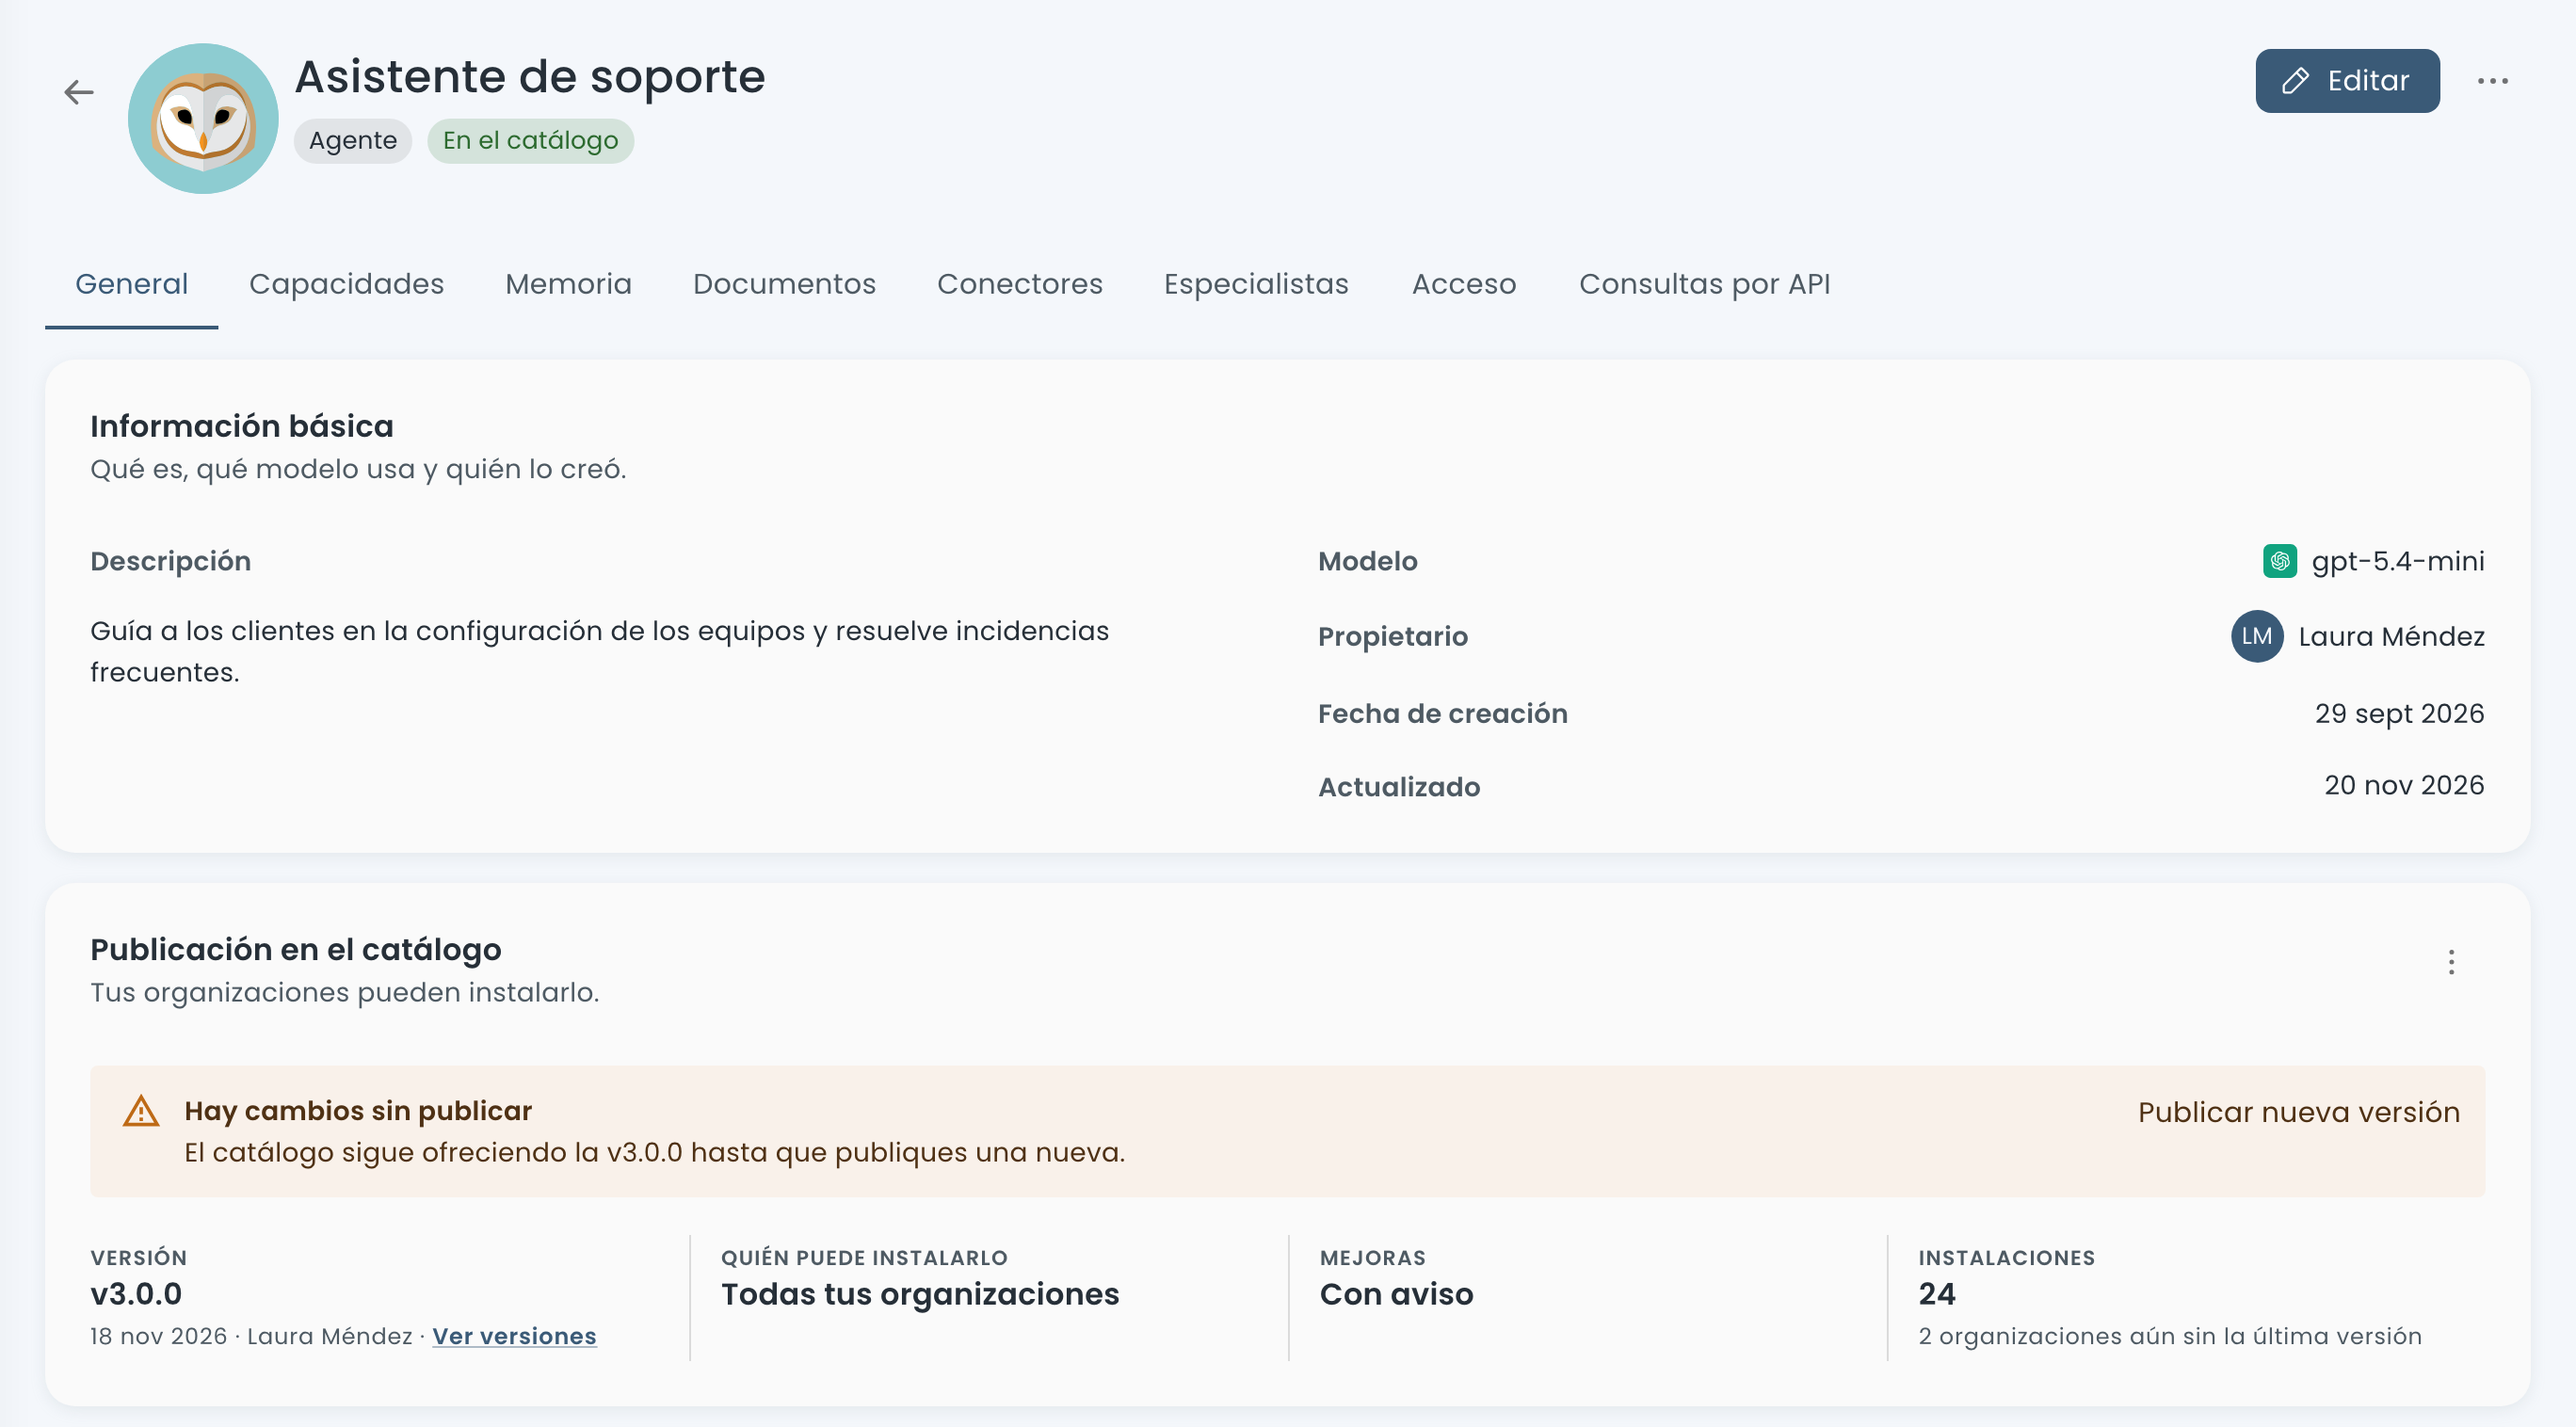 Asistente de soporte
Agente
En el catálogo
Editar
General
Capacidades
Memoria
Documentos
Conectores
Especialistas
Acceso
Consultas por API
Información básica
Qué es, qué modelo usa y quién lo creó.
Descripción
Guía a los clientes en la configuración de los equipos y resuelve incidencias
frecuentes.
Modelo
gpt-5.4-mini
Propietario
LM
Laura Méndez
Fecha de creación
29 sept 2026
Actualizado
20 nov 2026
Publicación en el catálogo
Tus organizaciones pueden instalarlo.
Hay cambios sin publicar
El catálogo sigue ofreciendo la v3.0.0 hasta que publiques una nueva.
Publicar nueva versión
VERSIÓN
v3.0.0
18 nov 2026 · Laura Méndez · Ver versiones
QUIÉN PUEDE INSTALARLO
Todas tus organizaciones
MEJORAS
Con aviso
INSTALACIONES
24
2 organizaciones aún sin la última versión